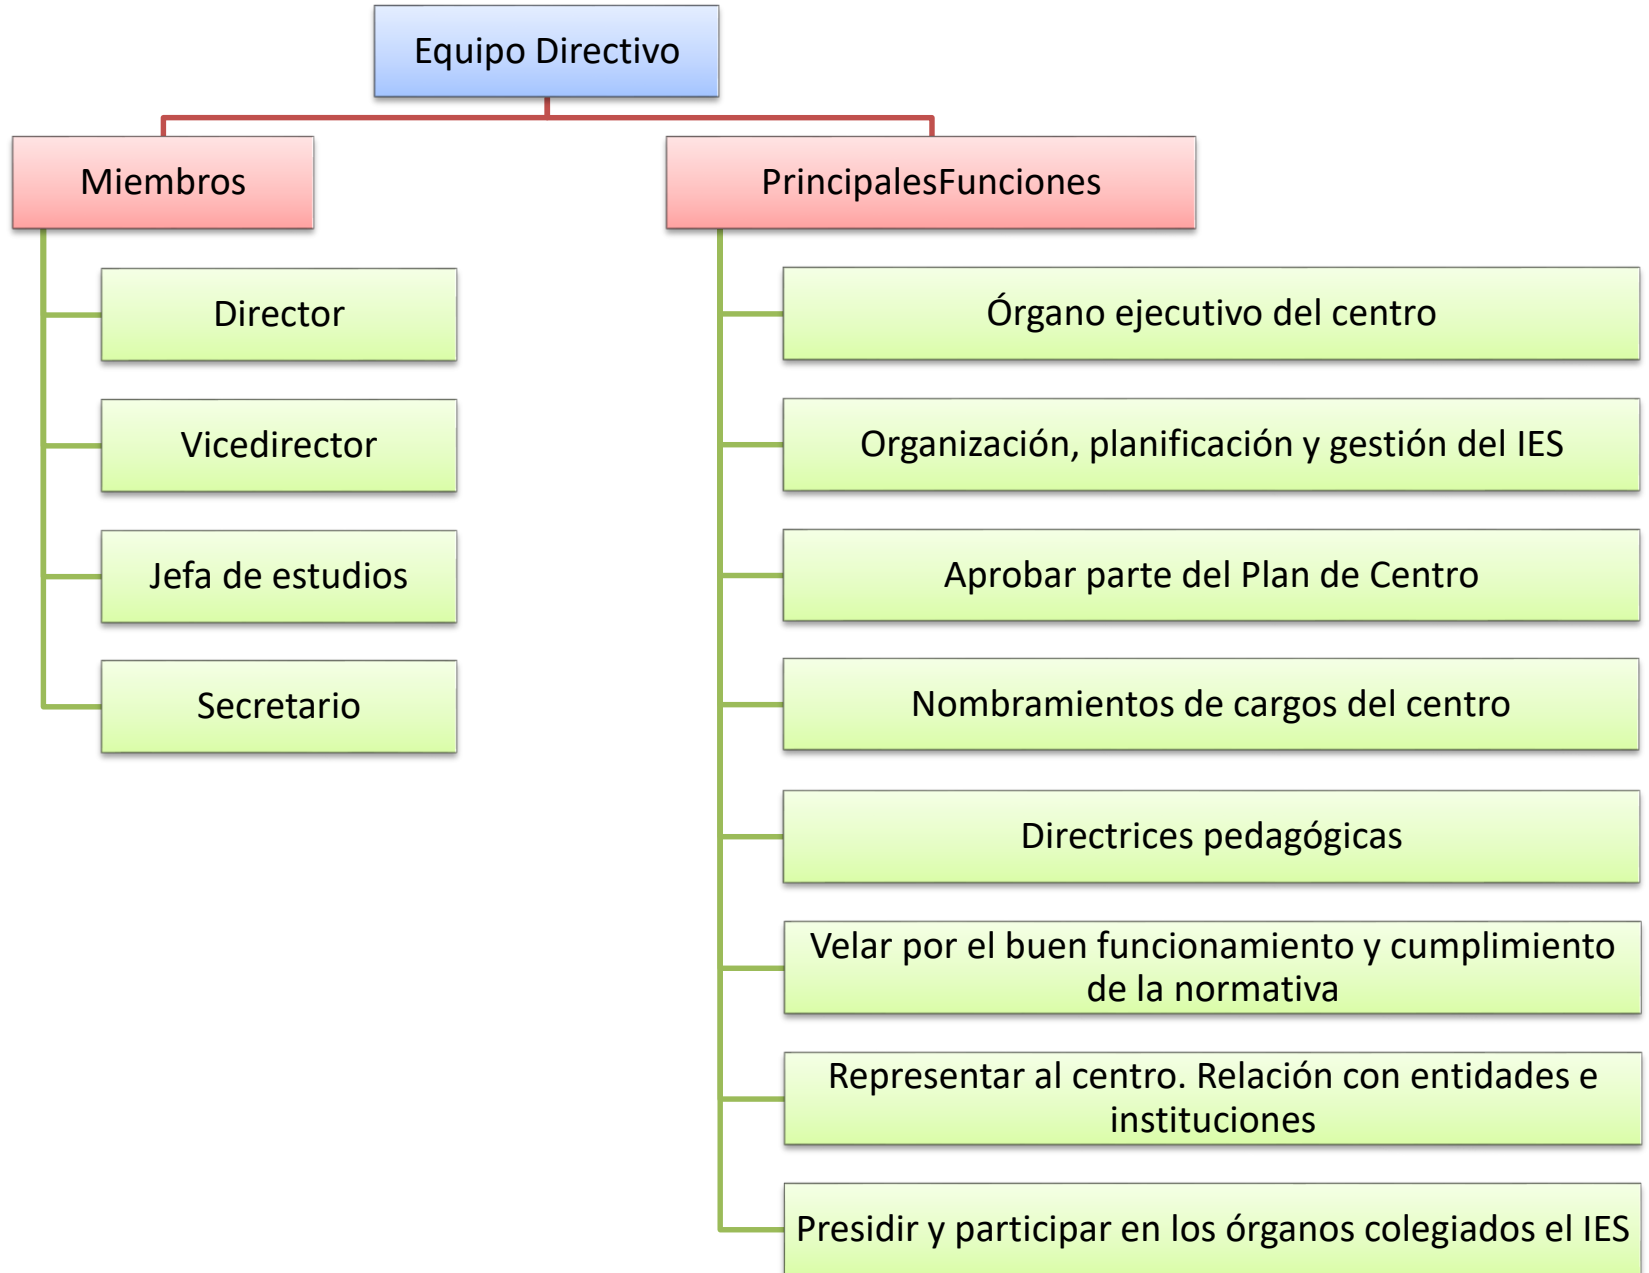 Equipo Directivo
Miembros
Director
Vicedirector
Jefa de estudios
Secretario
PrincipalesFunciones
Órgano ejecutivo del centro
Organización, planificación y gestión del IES
Aprobar parte del Plan de Centro
Nombramientos de cargos del centro
Directrices pedagógicas
Velar por el buen funcionamiento y cumplimiento
de la normativa
Representar al centro. Relación con entidades e
instituciones
Presidir y participar en los órganos colegiados el IES